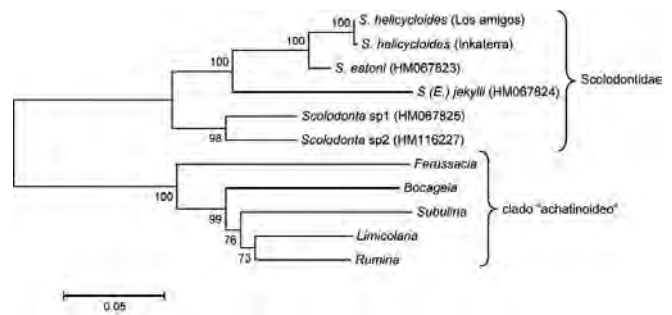 100
S. helicycloides (Los amigos)
100
S. helicycloides (Inkaterra)
100
S. eatoni (HM067823)
S (E.) jekylli (HM067824)
Scolodontidae
Scolodonta sp1 (HM067825)
98
Scolodonta sp2 (HM116227)
Ferussacia
100
Bocageia
99
Subulina
clado "achatinoideo"
76
Limicolaria
73
Rumina
0.05